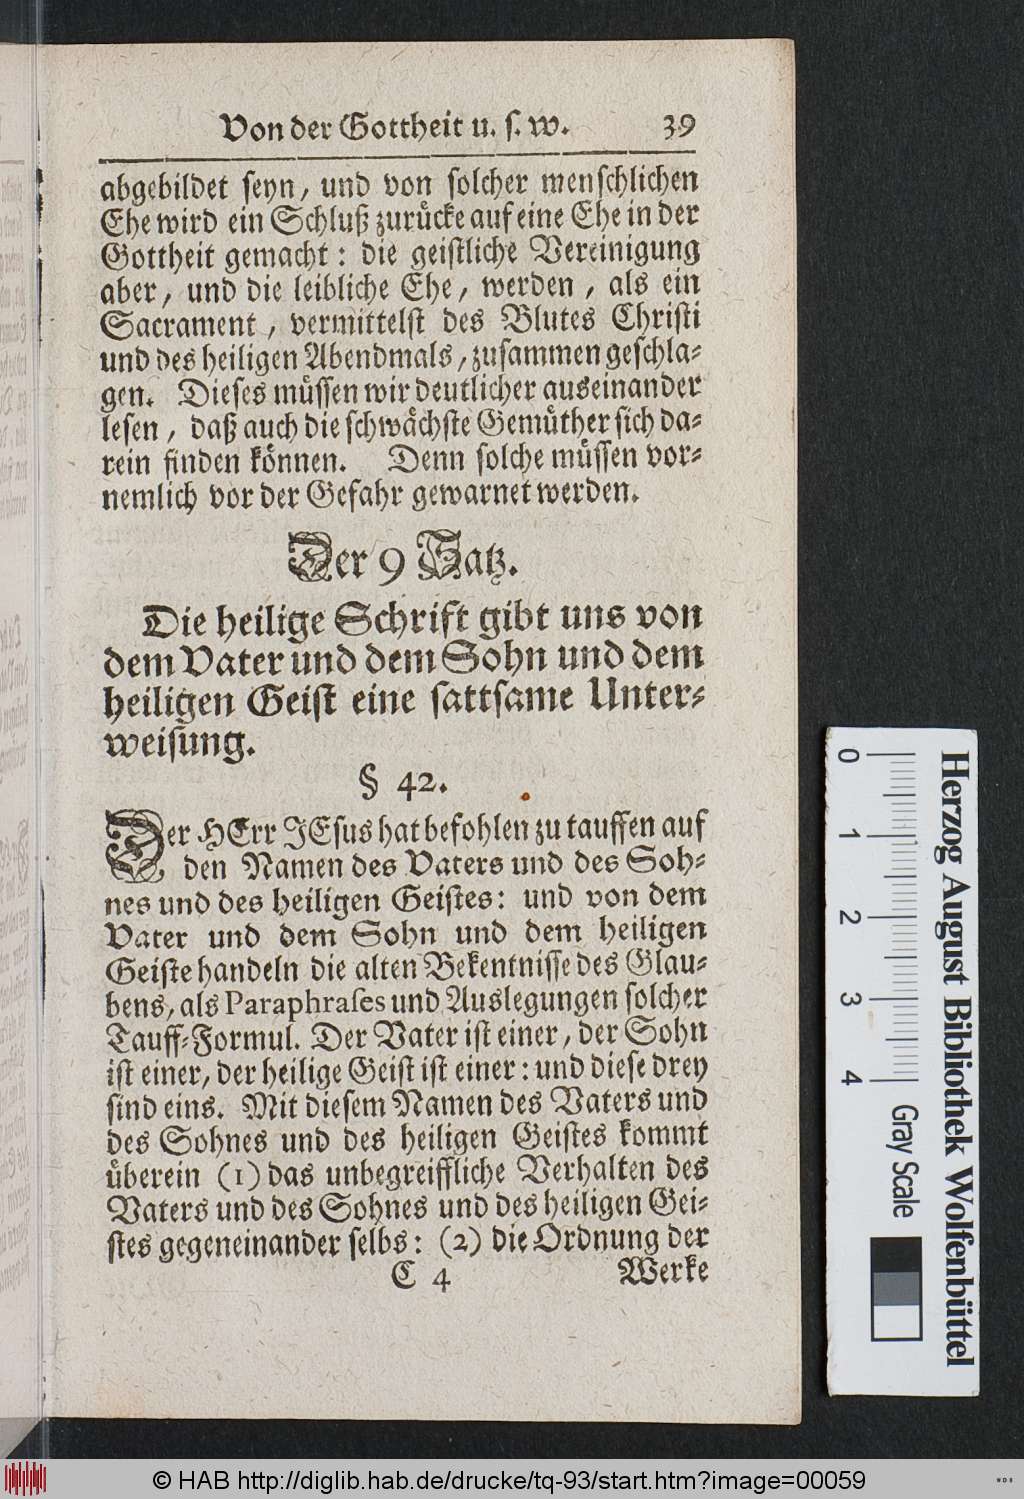 Von der Gottheit u. s. w. 39
abgebildet seyn, und von solcher menschlichen
Ehe wird ein Schluß zurücke auf eine Ehe in der
Gottheit gemacht: die geistliche Vereinigung
aber, und die leibliche Ehe, werden, als ein
Sacrament, vermittelst des Blutes Christi
und des heiligen Abendmals, zusammen geschla-
gen. Dieses müssen wir deutlicher auseinander
lesen, daß auch die schwächste Gemüther sich da-
rein finden können. Denn solche müssen vor-
nemlich vor der Gefahr gewarnet werden.
Der 9 Satz.
Die heilige Schrift gibt uns von
dem Vater und dem Sohn und dem
heiligen Geist eine sattsame Unter-
weisung.
§ 42.
Der HErr JEsus hat befohlen zu tauffen auf
den Namen des Vaters und des Soh-
nes und des heiligen Geistes: und von dem
Vater und dem Sohn und dem heiligen
Geiste handeln die alten Bekentnisse des Glau-
bens, als Paraphrases und Auslegungen solcher
Tauff-Formul. Der Vater ist einer, der Sohn
ist einer, der heilige Geist ist einer: und diese drey
sind eins. Mit diesem Namen des Vaters und
des Sohnes und des heiligen Geistes kommt
überein (1) das unbegreiffliche Verhalten des
Vaters und des Sohnes und des heiligen Gei-
stes gegeneinander selbs: (2) die Ordnung der
C 4 Werke
0 1 2 3 4 Gray Scale
Herzog August Bibliothek Wolfenbüttel
© HAB http://diglib.hab.de/drucke/tq-93/start.htm?image=00059